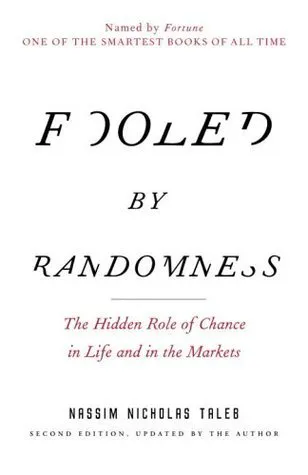 Named by Fortune
ONE OF THE SMARTEST BOOKS OF ALL TIME
FOOLED
BY
RANDOMNESS
The Hidden Role of Chance
in Life and in the Markets
NASSIM NICHOLAS TALEB
SECOND EDITION, UPDATED BY THE AUTHOR